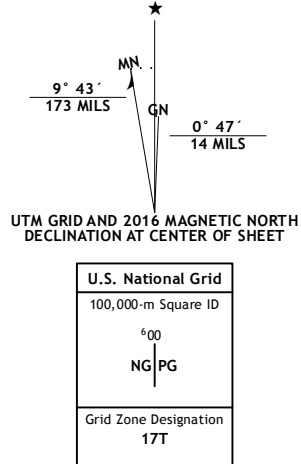 ★
MN
GN
9° 43´
173 MILS
0° 47´
14 MILS
UTM GRID AND 2016 MAGNETIC NORTH
DECLINATION AT CENTER OF SHEET
U.S. National Grid
100,000-m Square ID
⁶00
NG PG
Grid Zone Designation
17T